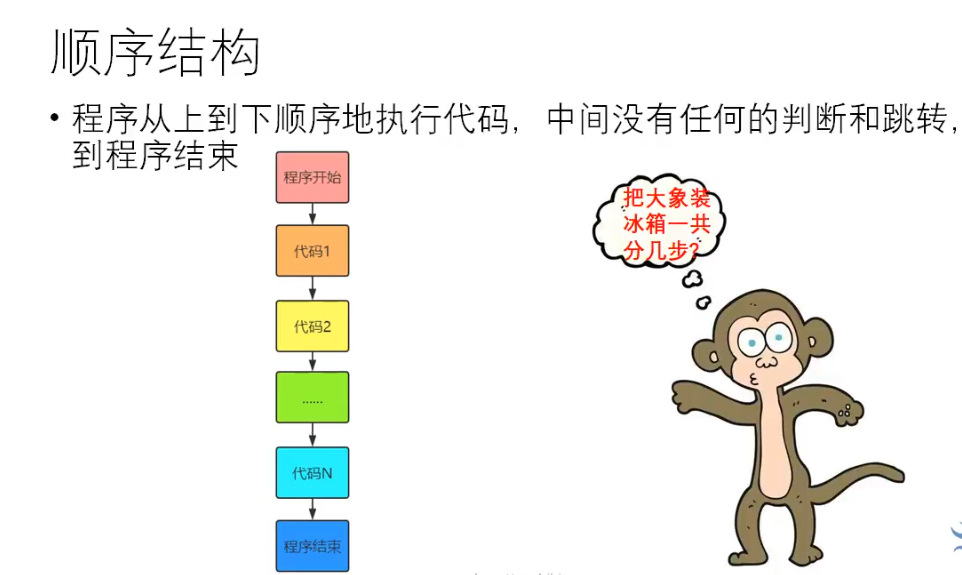 顺序结构
• 程序从上到下顺序地执行代码，中间没有任何的判断和跳转，
到程序结束
程序开始
代码1
代码2
......
代码N
程序结束
把大象装
冰箱一共
分几步?